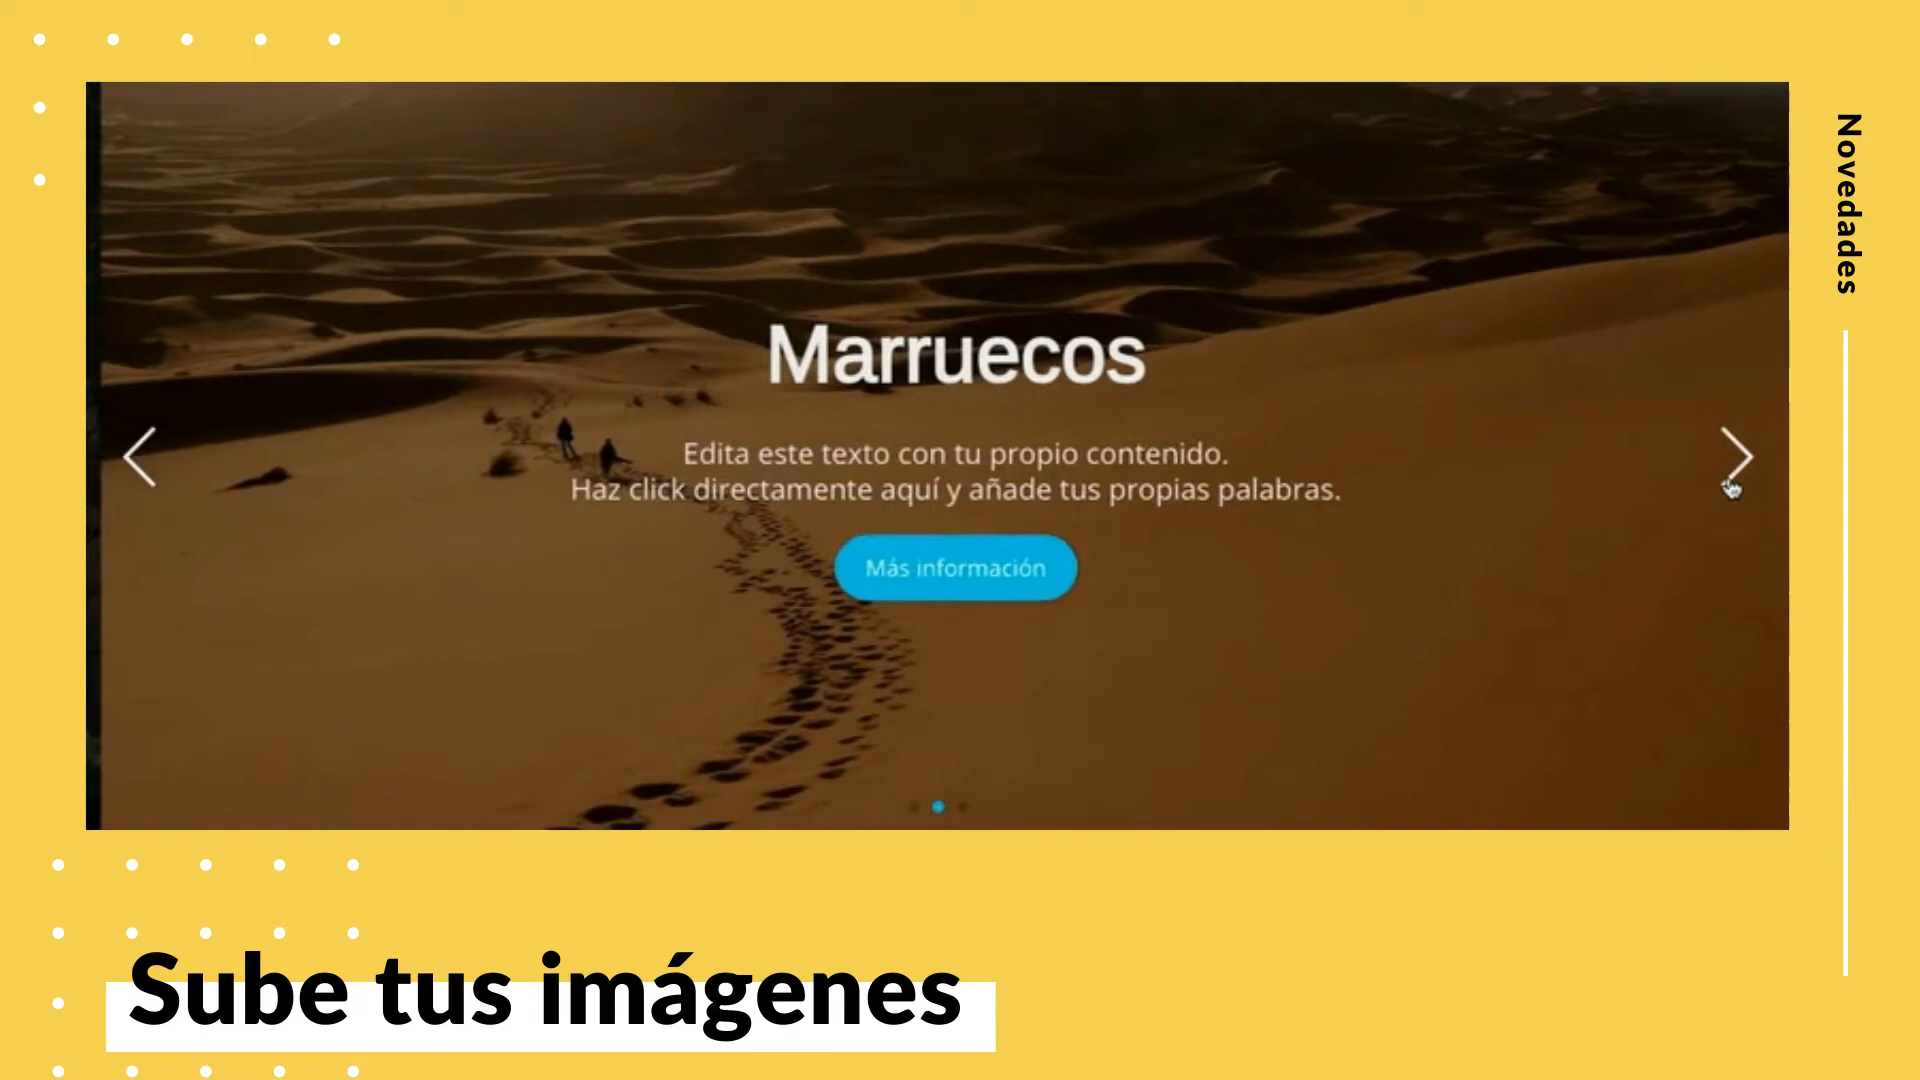 Novedades
Marruecos
Edita este texto con tu propio contenido.
Haz click directamente aquí y añade tus propias palabras.
Más información
Sube tus imágenes